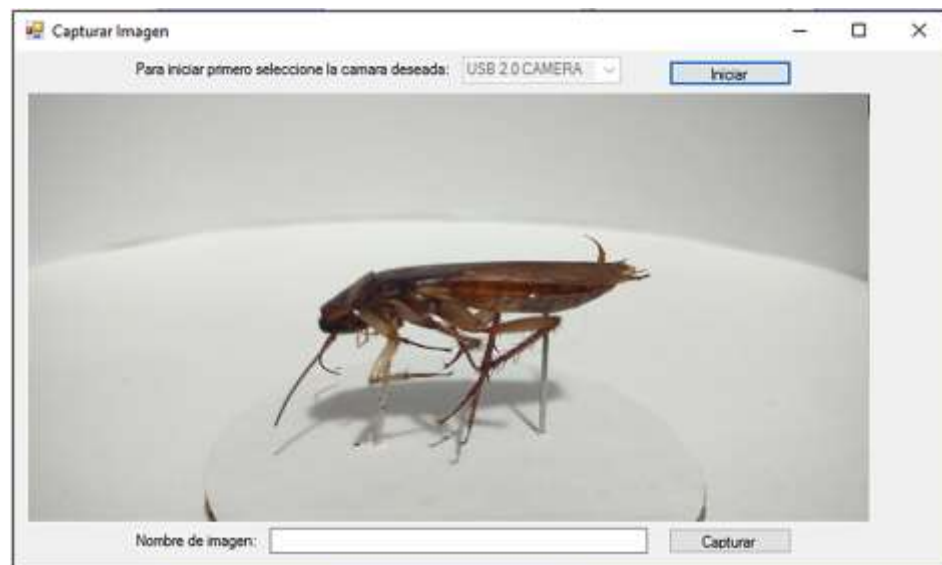 Capturar Imagen
Para iniciar primero seleccione la camara deseada: USB 2.0 CAMERA Iniciar
Nombre de imagen: Capturar